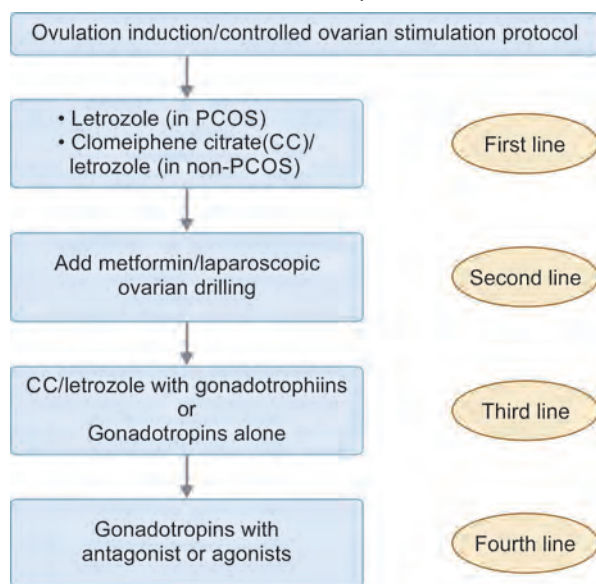 Ovulation induction/controlled ovarian stimulation protocol
• Letrozole (in PCOS)
• Clomeiphene citrate(CC)/
letrozole (in non-PCOS)
First line
Add metformin/laparoscopic
ovarian drilling
Second line
CC/letrozole with gonadotrophiins
or
Gonadotropins alone
Third line
Gonadotropins with
antagonist or agonists
Fourth line